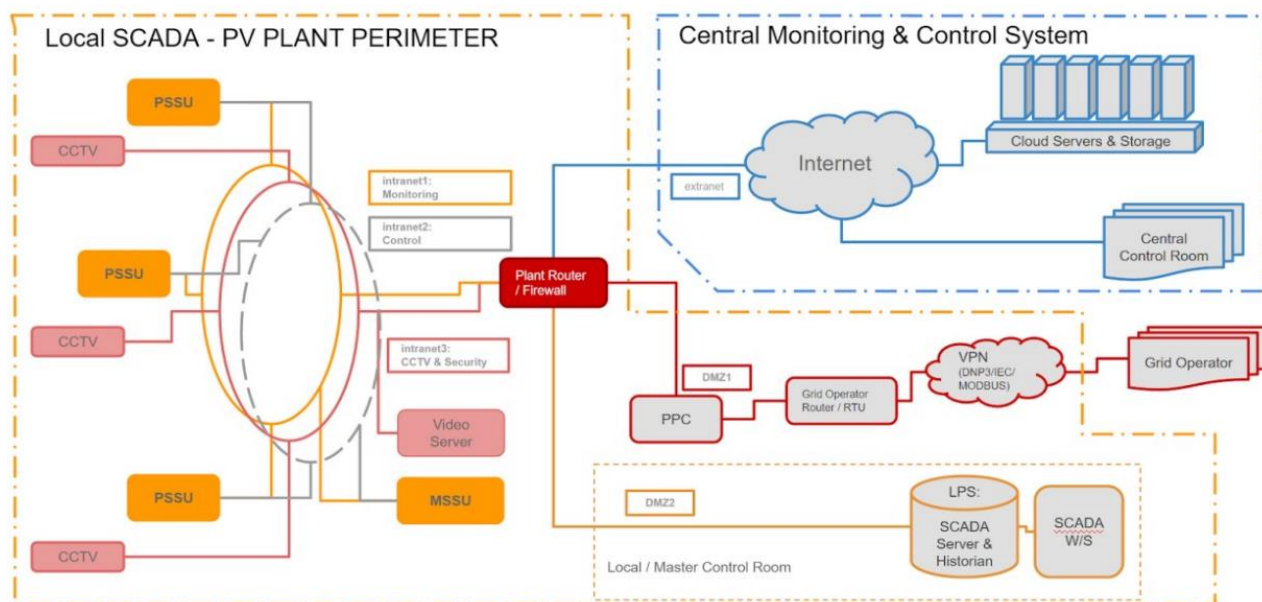 Local SCADA - PV PLANT PERIMETER
Central Monitoring & Control System
PSSU
CCTV
intranet1:
Monitoring
intranet2:
Control
PSSU
CCTV
intranet3:
CCTV & Security
Video
Server
PSSU
MSSU
CCTV
Plant Router
/ Firewall
extranet
Internet
Cloud Servers & Storage
Central
Control Room
DMZ1
PPC
Grid Operator
Router / RTU
VPN
(DNP3/IEC/
MODBUS)
Grid Operator
DMZ2
Local / Master Control Room
LPS:
SCADA
Server &
Historian
SCADA
W/S